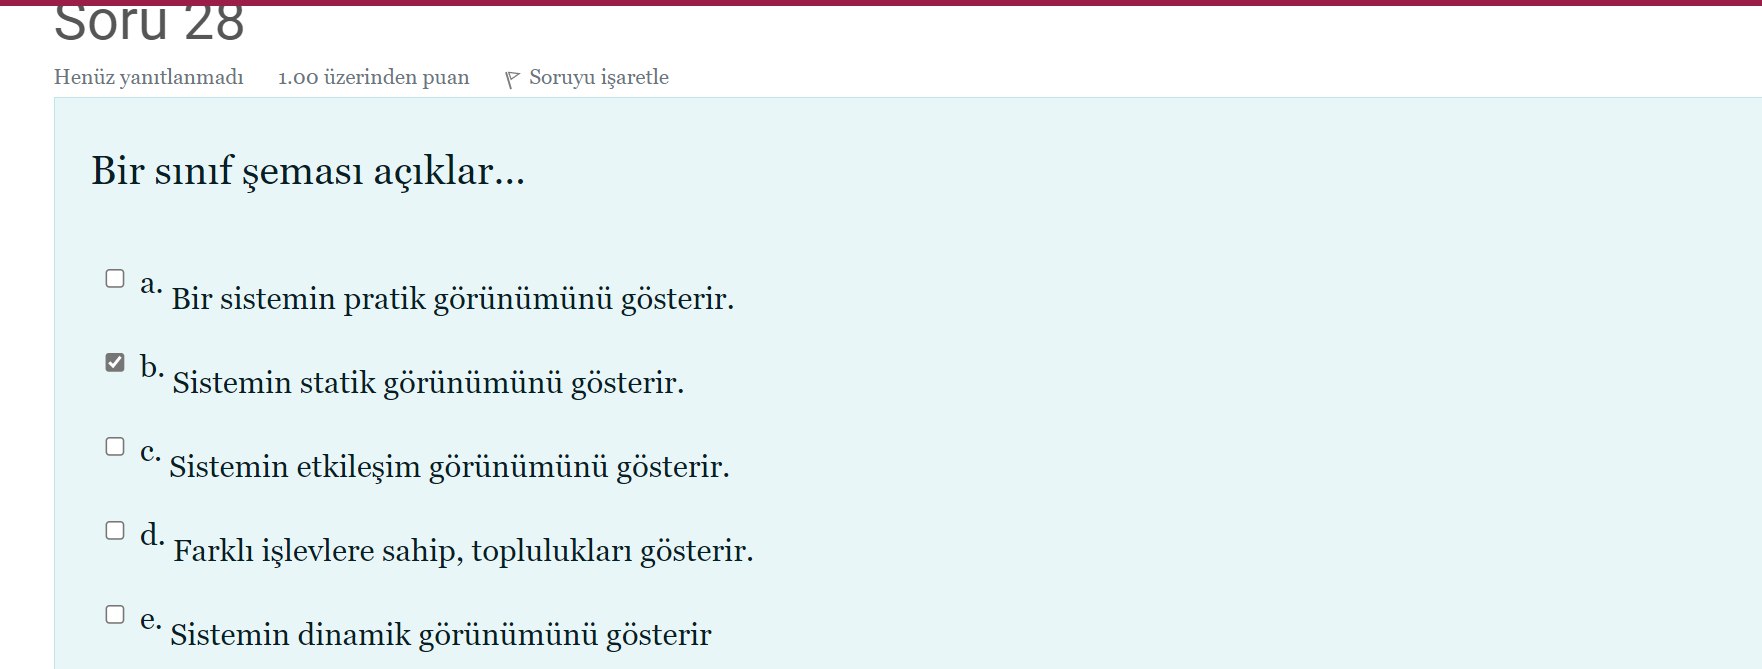 Soru 28
Henüz yanıtlanmadı 1.00 üzerinden puan Soruyu işaretle
Bir sınıf şeması açıklar...
a. Bir sistemin pratik görünümünü gösterir.
b. Sistemin statik görünümünü gösterir.
c. Sistemin etkileşim görünümünü gösterir.
d. Farklı işlevlere sahip, toplulukları gösterir.
e. Sistemin dinamik görünümünü gösterir